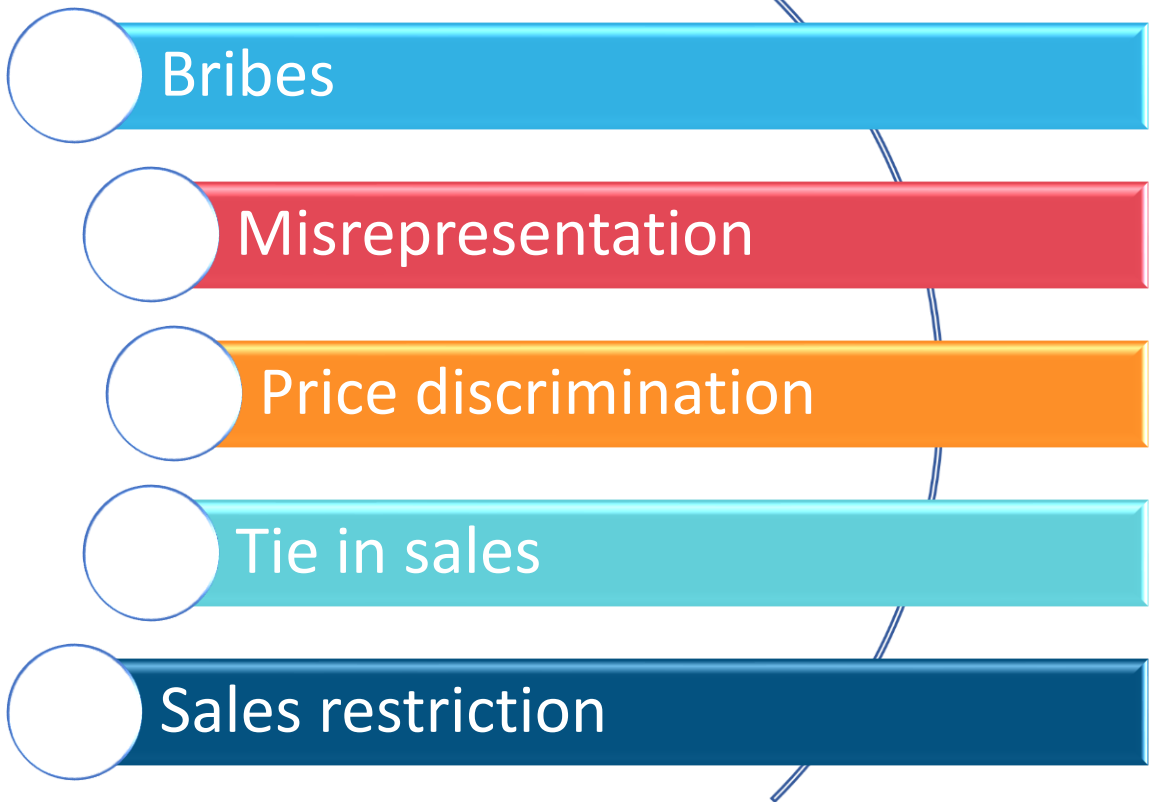 Bribes
Misrepresentation
Price discrimination
Tie in sales
Sales restriction